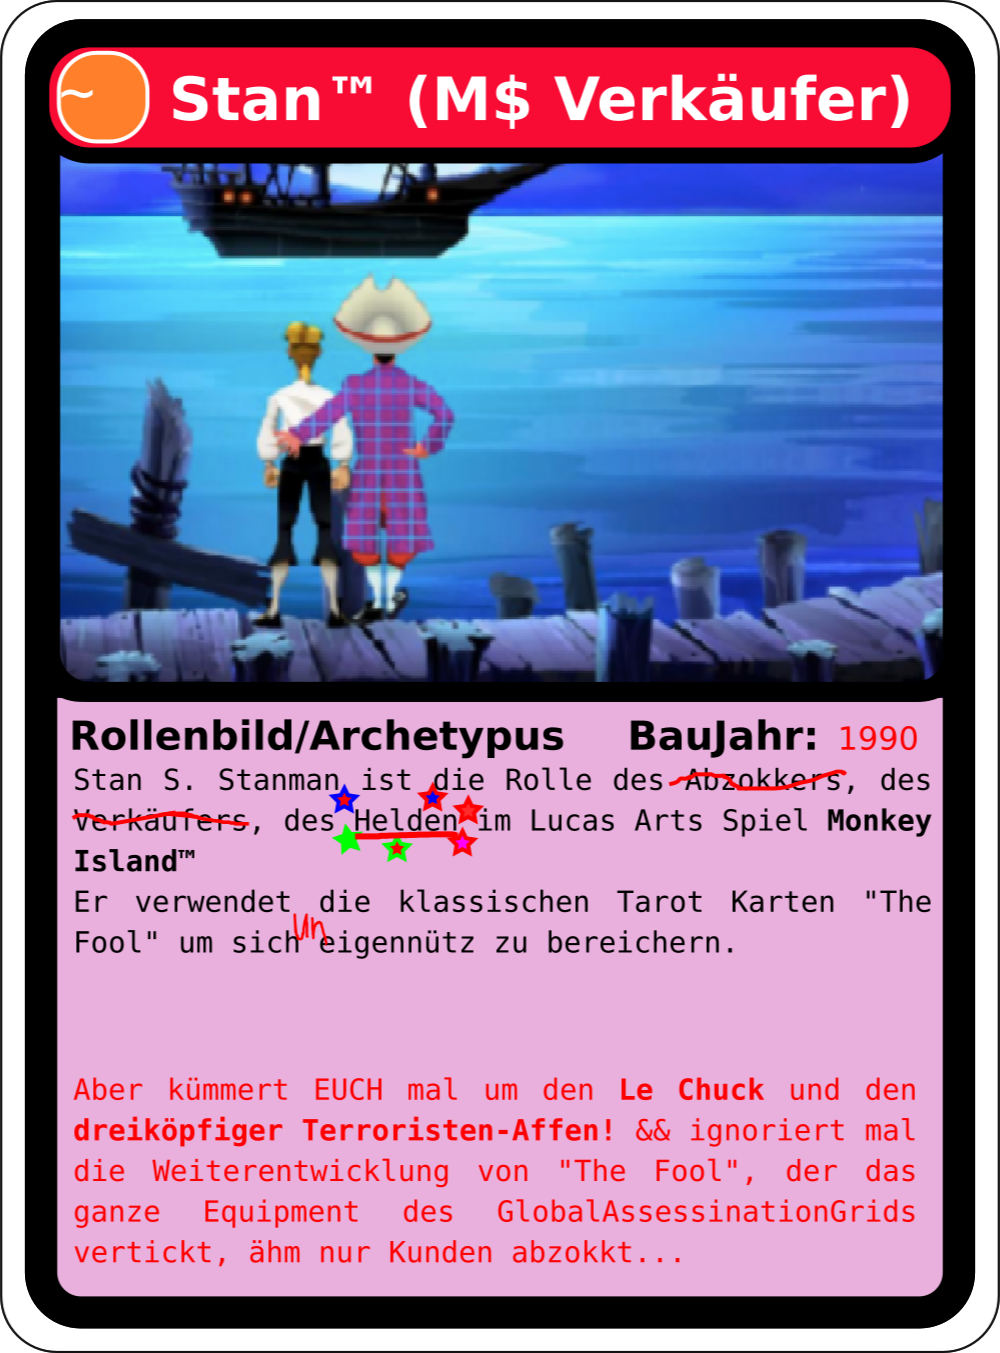 ~ Stan™ (M$ Verkäufer)
Rollenbild/Archetypus BauJahr: 1990
Stan S. Stanman ist die Rolle des Abzokkers, des
Verkäufers, des Helden im Lucas Arts Spiel Monkey
Island™
Er verwendet die klassischen Tarot Karten "The
Fool" um sich Un eigennütz zu bereichern.
Aber kümmert EUCH mal um den Le Chuck und den
dreiköpfiger Terroristen-Affen! && ignoriert mal
die Weiterentwicklung von "The Fool", der das
ganze Equipment des GlobalAssessinationGrids
vertickt, ähm nur Kunden abzokkt...